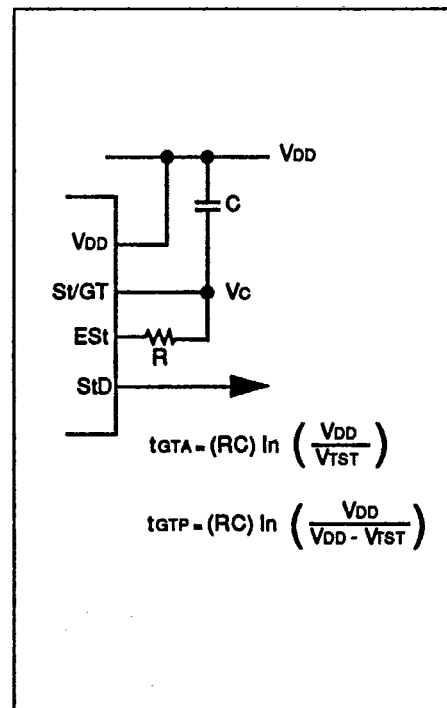 VDD
C
VDD
St/GT
VC
ESt
R
StD
tGTA = (RC) ln ( VDD / VTST )
tGTP = (RC) ln ( VDD / VDD - VTST )